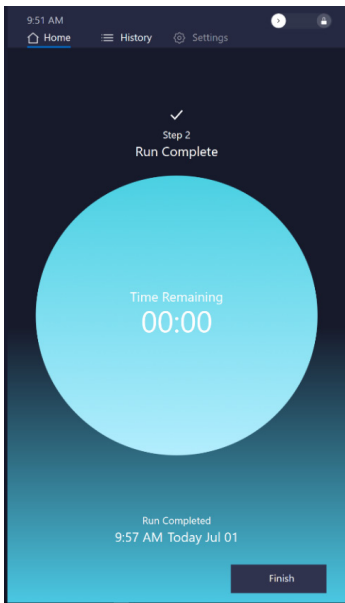 9:51 AM
Home History Settings
Step 2
Run Complete
Time Remaining
00:00
Run Completed
9:57 AM Today Jul 01
Finish